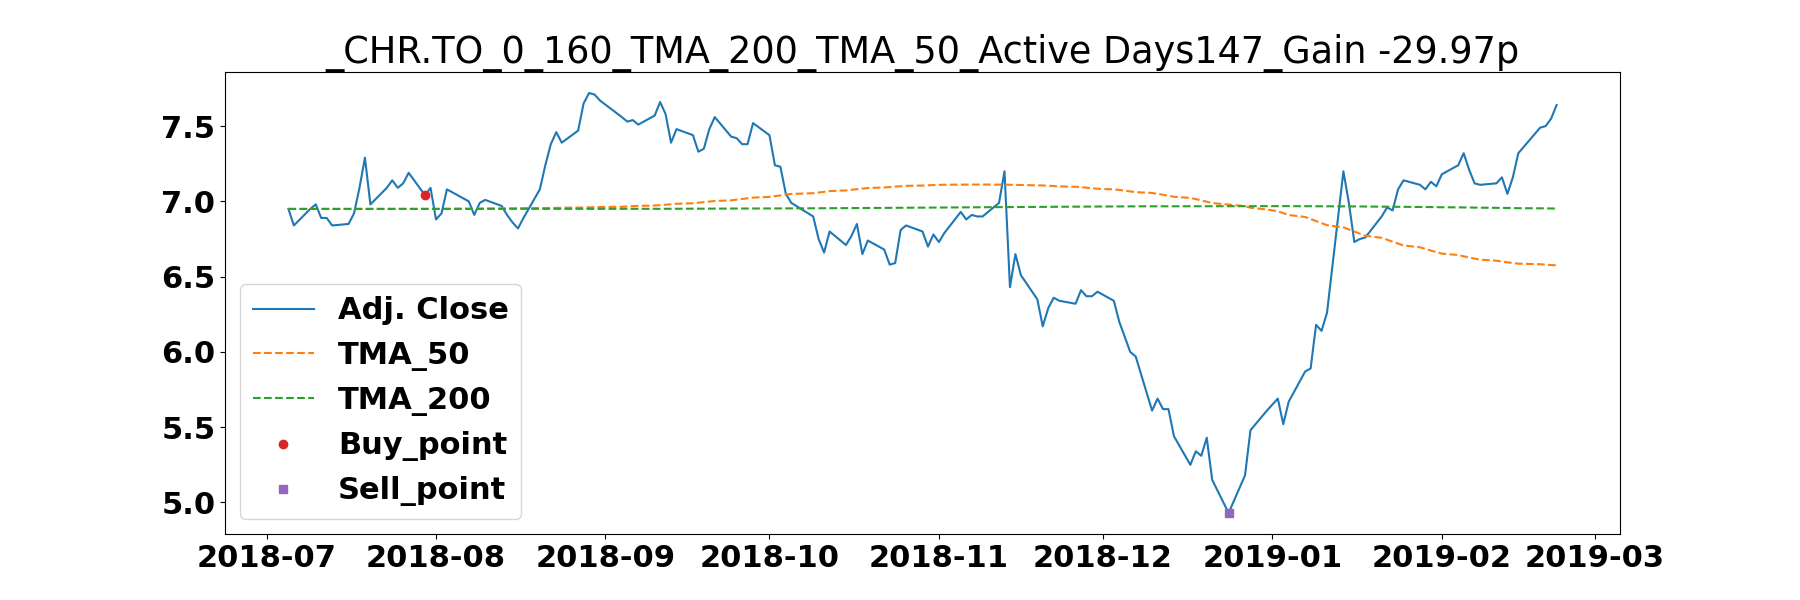 _CHR.TO_0_160_TMA_200_TMA_50_Active Days147_Gain -29.97p
7.5
7.0
6.5
6.0
5.5
5.0
Adj. Close
TMA_50
TMA_200
Buy_point
Sell_point
2018-07 2018-08 2018-09 2018-10 2018-11 2018-12 2019-01 2019-02 2019-03